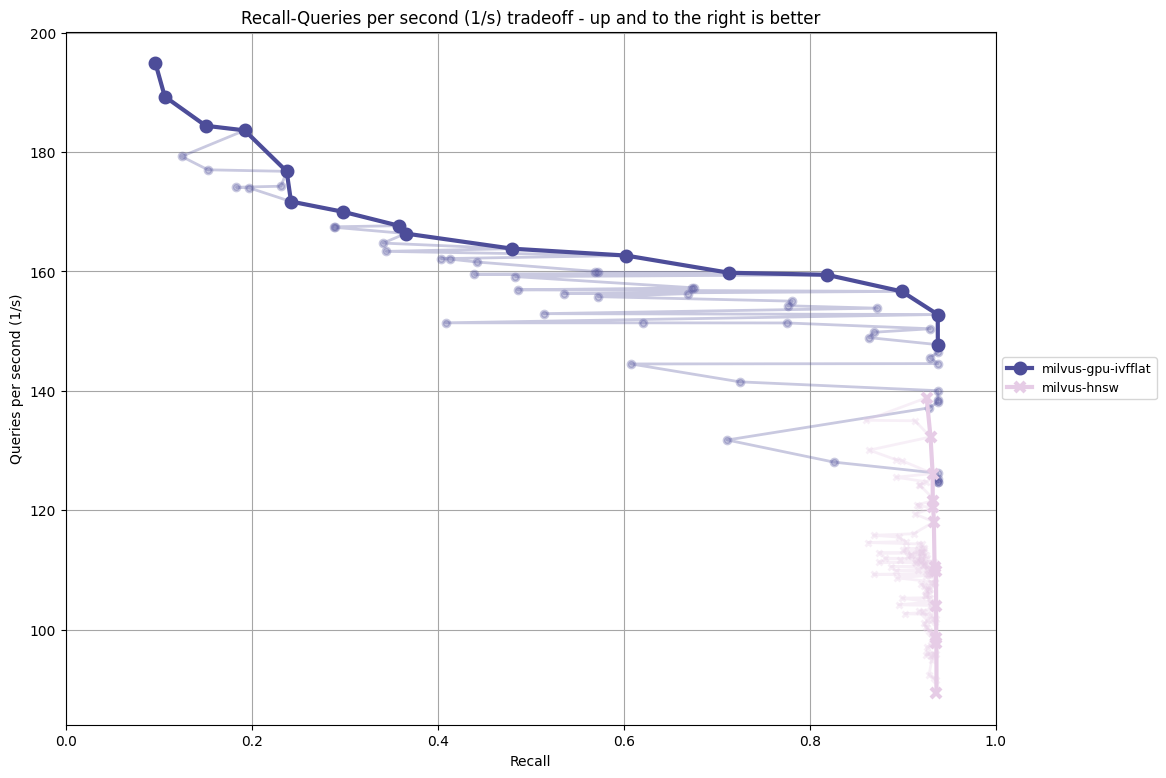 Recall-Queries per second (1/s) tradeoff - up and to the right is better
200
180
160
140
120
100
Queries per second (1/s)
0.0 0.2 0.4 0.6 0.8 1.0
Recall
milvus-gpu-ivfflat
milvus-hnsw